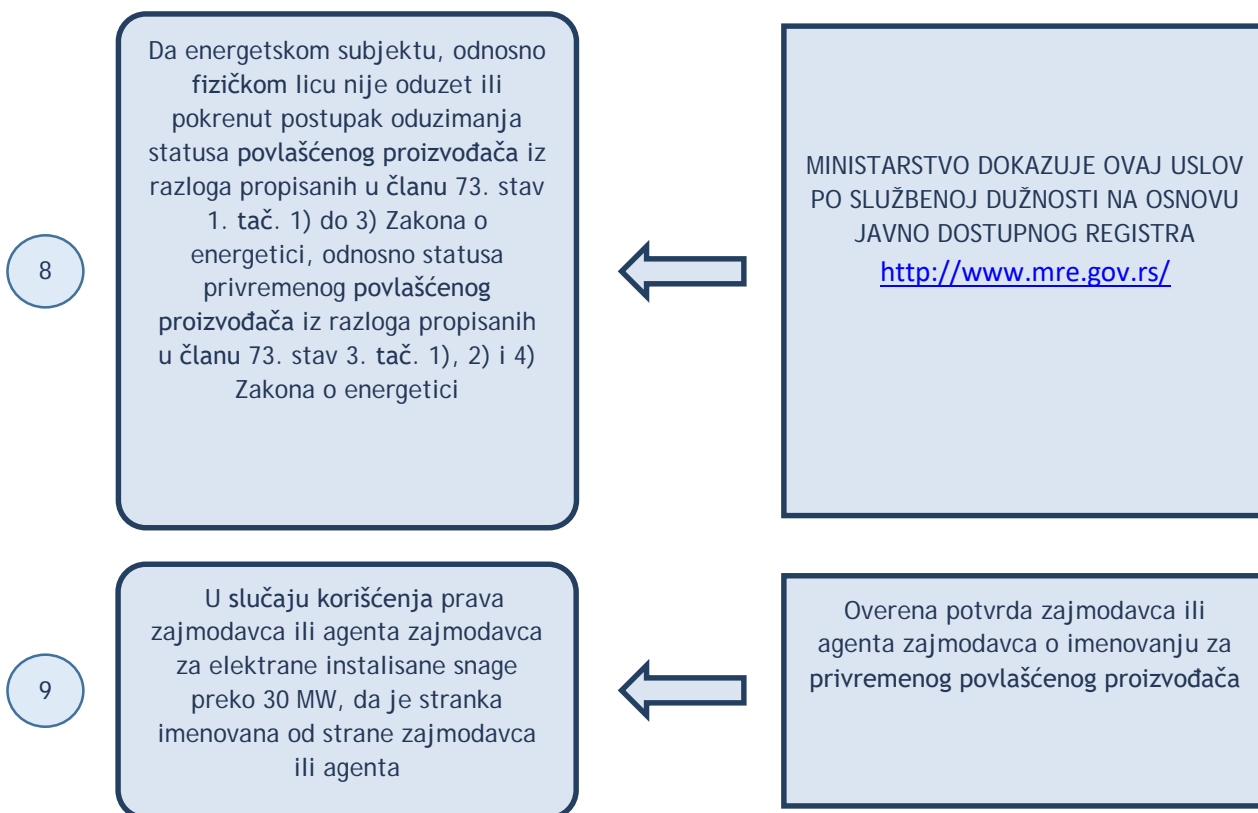 8
Da energetskom subjektu, odnosno
fizičkom licu nije oduzet ili
pokrenut postupak oduzimanja
statusa povlašćenog proizvođača iz
razloga propisanih u članu 73. stav
1. tač. 1) do 3) Zakona o
energetici, odnosno statusa
privremenog povlašćenog
proizvođača iz razloga propisanih
u članu 73. stav 3. tač. 1), 2) i 4)
Zakona o energetici
MINISTARSTVO DOKAZUJE OVAJ USLOV
PO SLUŽBENOJ DUŽNOSTI NA OSNOVU
JAVNO DOSTUPNOG REGISTRA
http://www.mre.gov.rs/
9
U slučaju korišćenja prava
zajmodavca ili agenta zajmodavca
za elektrane instalisane snage
preko 30 MW, da je stranka
imenovana od strane zajmodavca
ili agenta
Overena potvrda zajmodavca ili
agenta zajmodavca o imenovanju za
privremenog povlašćenog proizvođača